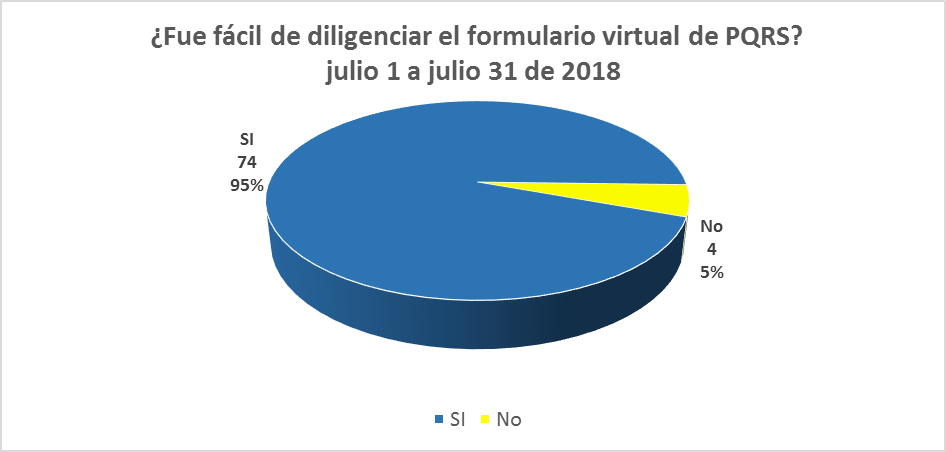 ¿Fue fácil de diligenciar el formulario virtual de PQRS?
julio 1 a julio 31 de 2018
SI
74
95%
No
4
5%
SI No